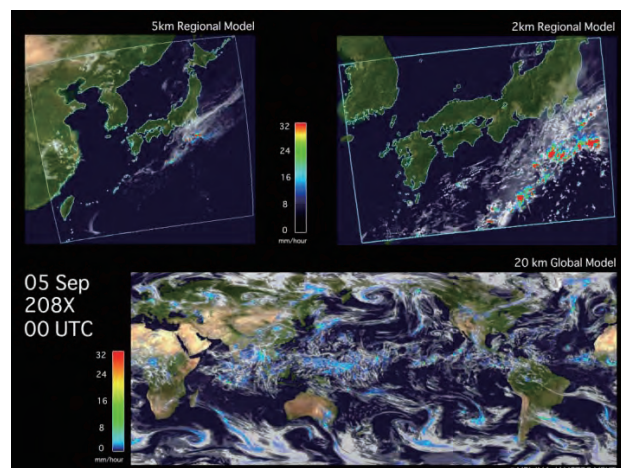 5km Regional Model
2km Regional Model
32
24
16
8
0
mm/hour
20 km Global Model
05 Sep
208X
00 UTC
32
24
16
8
0
mm/hour